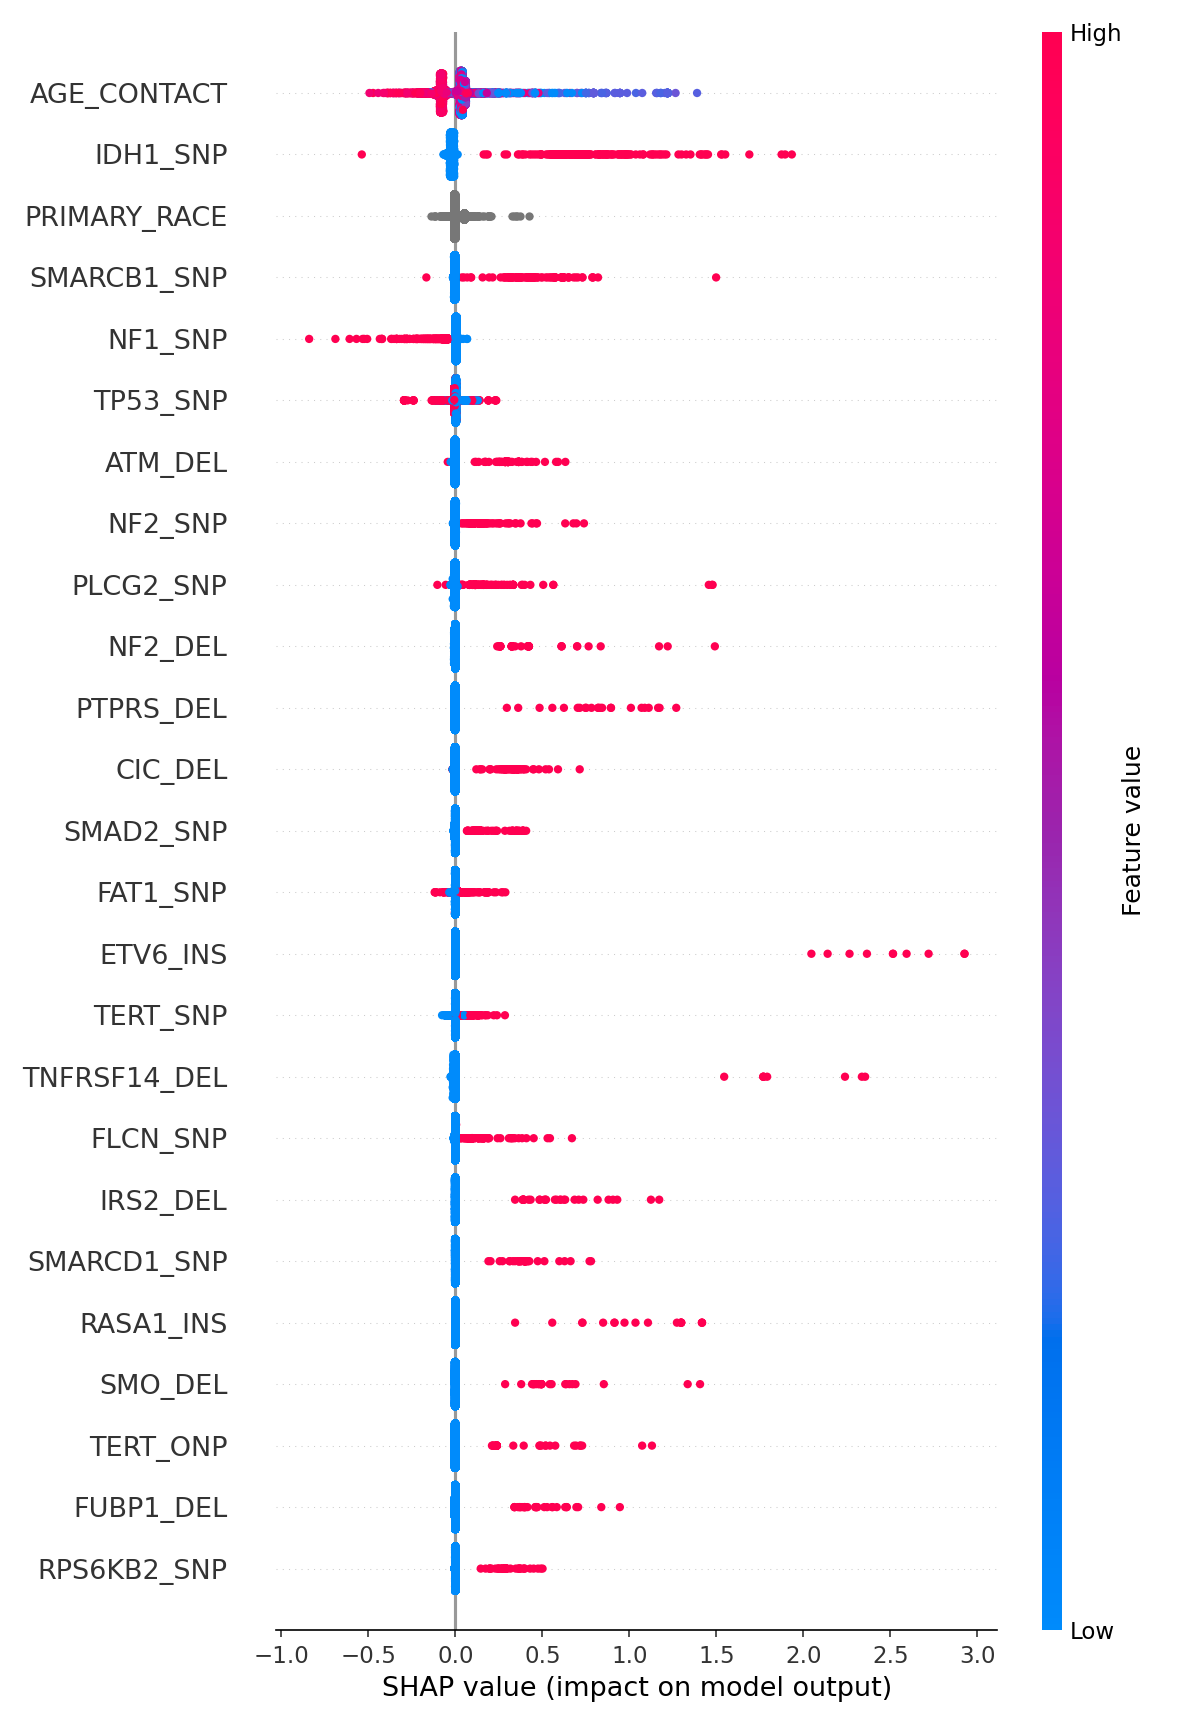 High
AGE_CONTACT
IDH1_SNP
PRIMARY_RACE
SMARCB1_SNP
NF1_SNP
TP53_SNP
ATM_DEL
NF2_SNP
PLCG2_SNP
NF2_DEL
PTPRS_DEL
CIC_DEL
SMAD2_SNP
FAT1_SNP
ETV6_INS
TERT_SNP
TNFRSF14_DEL
FLCN_SNP
IRS2_DEL
SMARCD1_SNP
RASA1_INS
SMO_DEL
TERT_ONP
FUBP1_DEL
RPS6KB2_SNP
Feature value
Low
−1.0 −0.5 0.0 0.5 1.0 1.5 2.0 2.5 3.0
SHAP value (impact on model output)